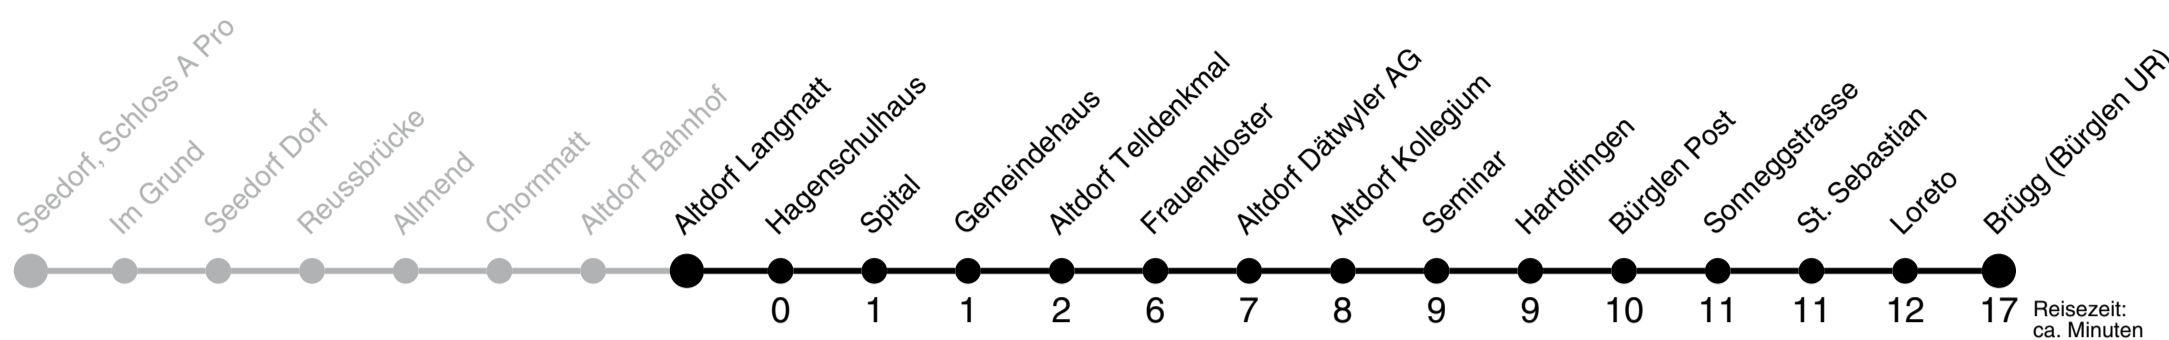 Seedorf, Schloss A Pro
Im Grund
Seedorf Dorf
Reussbrücke
Allmend
Chornmatt
Altdorf Bahnhof
Altdorf Langmatt
Hagenschulhaus
Spital
Gemeindehaus
Altdorf Telldenkmal
Frauenkloster
Altdorf Dätwyler AG
Altdorf Kollegium
Seminar
Hartolfingen
Bürglen Post
Sonneggstrasse
St. Sebastian
Loreto
Brügg (Bürglen UR)
0 1 1 2 6 7 8 9 9 10 11 11 12 17
Reisezeit:
ca. Minuten